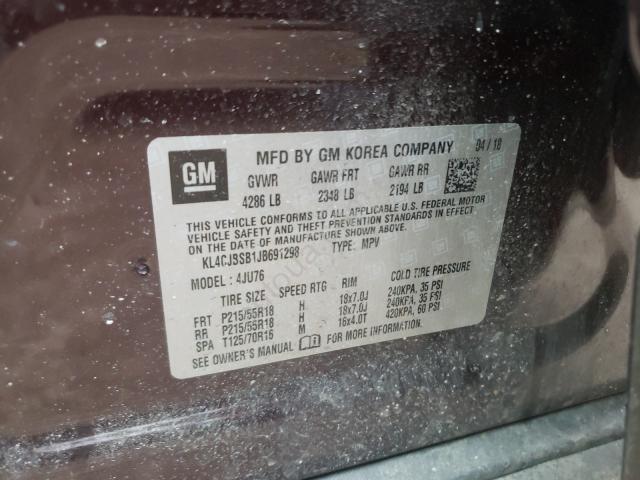 GM
MFD BY GM KOREA COMPANY 04/18
GVWR GAWR FRT GAWR RR
4286 LB 2348 LB 2194 LB
THIS VEHICLE CONFORMS TO ALL APPLICABLE U.S. FEDERAL MOTOR
VEHICLE SAFETY AND THEFT PREVENTION STANDARDS IN EFFECT
ON THE DATE OF MANUFACTURE SHOWN ABOVE.
KL4CJ9SB1JB691298 TYPE: MPV
MODEL: 4JU76
TIRE SIZE SPEED RTG RIM COLD TIRE PRESSURE
FRT P215/55R18 H 18x7.0J 240KPA, 35 PSI
RR P215/55R18 H 18x7.0J 240KPA, 35 PSI
SPA T125/70R15 M 16x4.0T 420KPA, 60 PSI
SEE OWNER'S MANUAL FOR MORE INFORMATION.